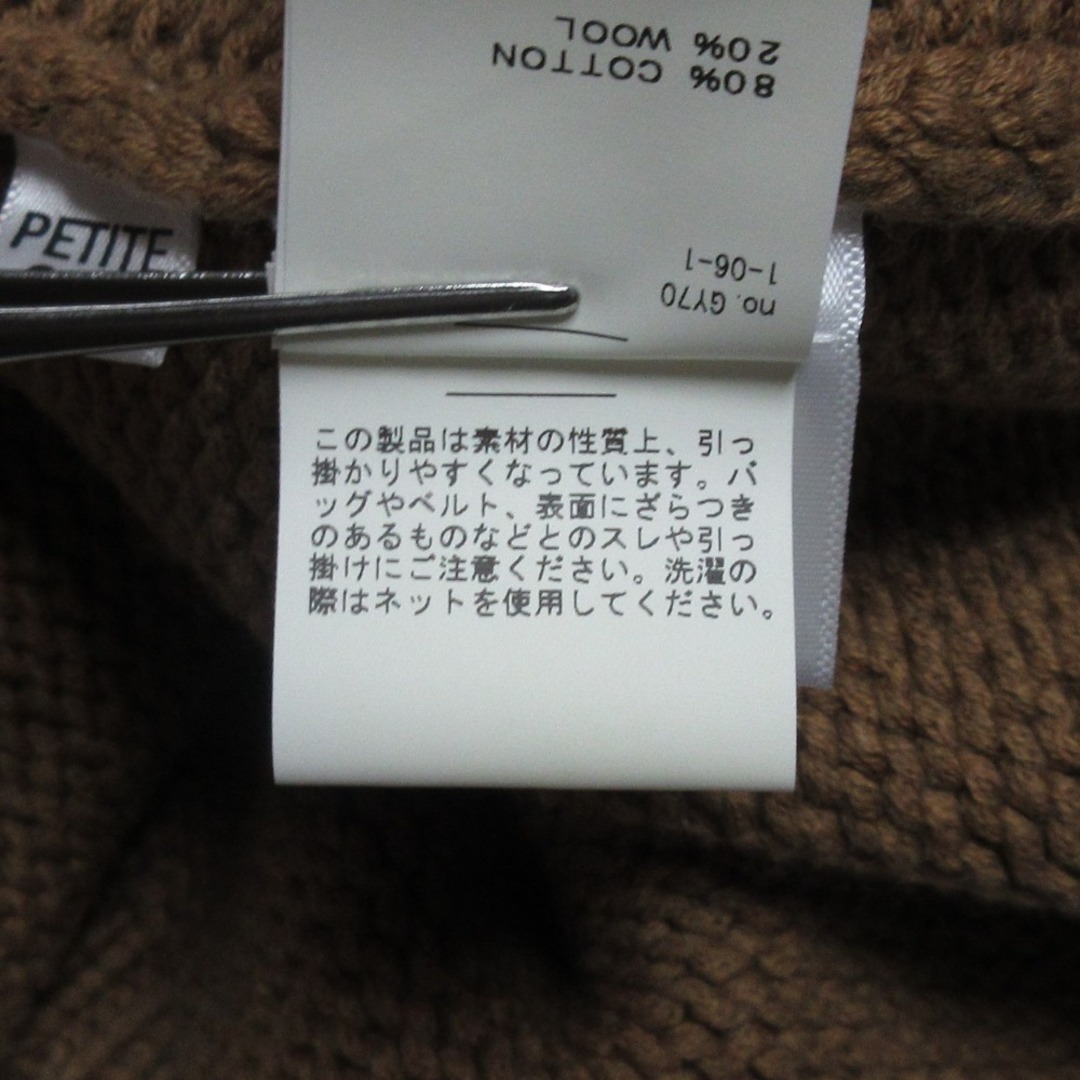 80% COTTON
20% WOOL
no. GY70
1-06-1
PETITE
この製品は素材の性質上、引っ
掛かりやすくなっています。バ
ッグやベルト、表面にざらつき
のあるものなどとのスレや引っ
掛けにご注意ください。洗濯の
際はネットを使用してください。